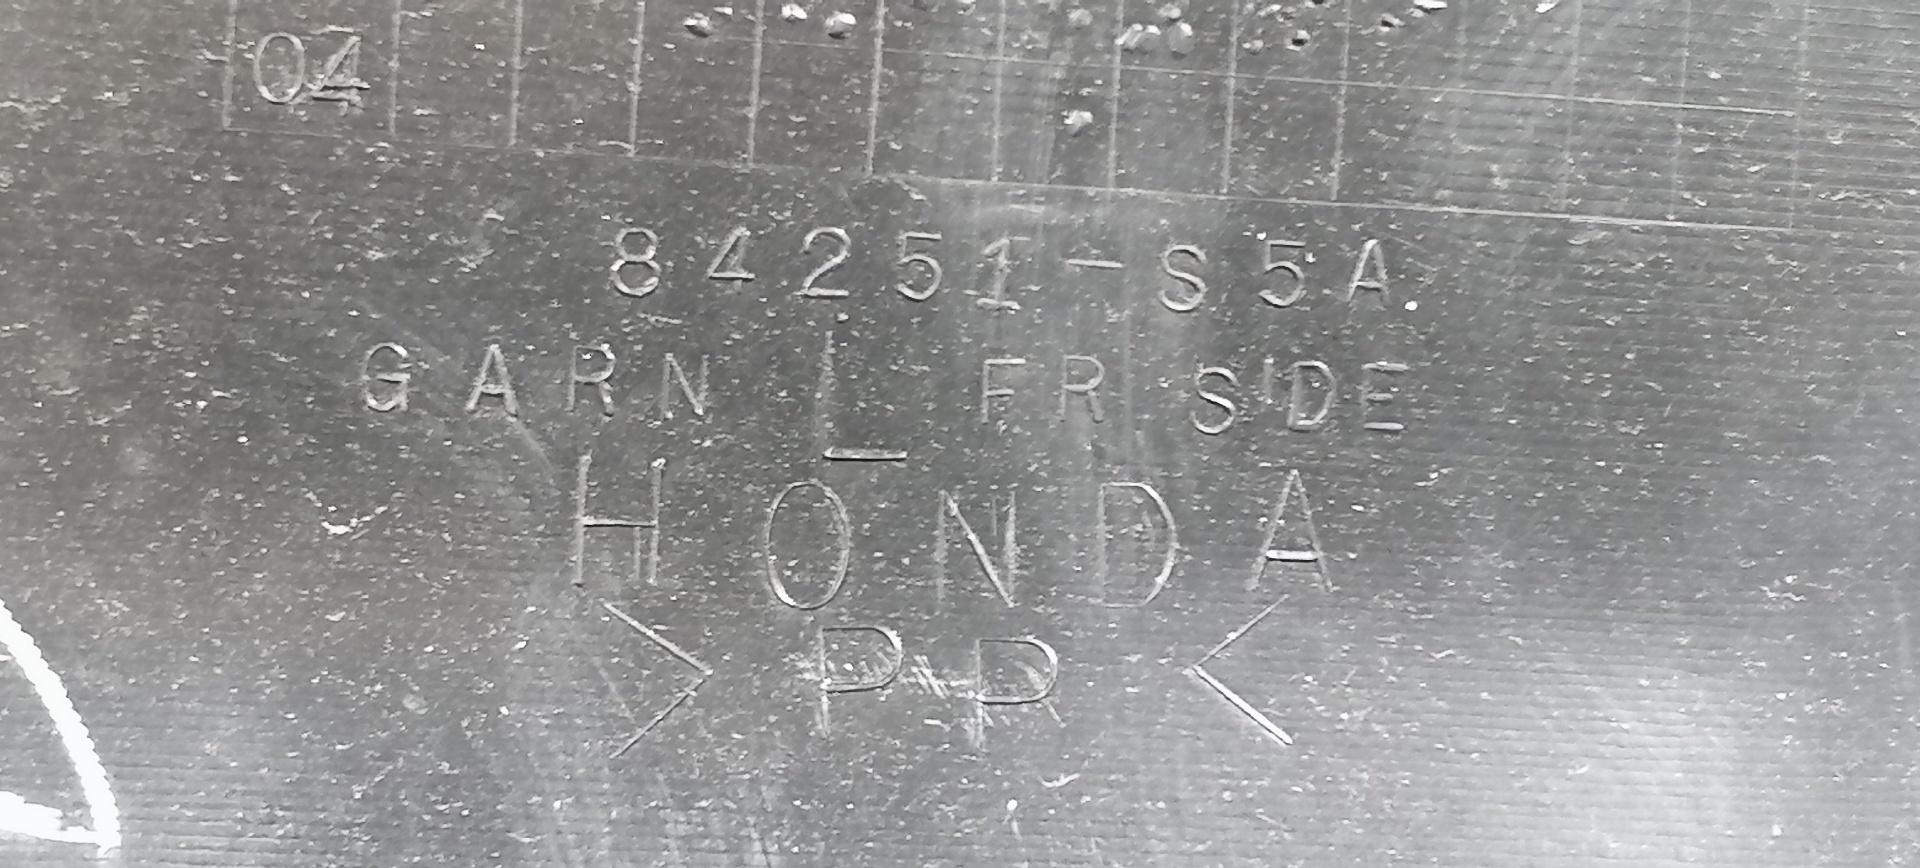 04
84251-S5A
GARN L FR SIDE
HONDA
>PP<